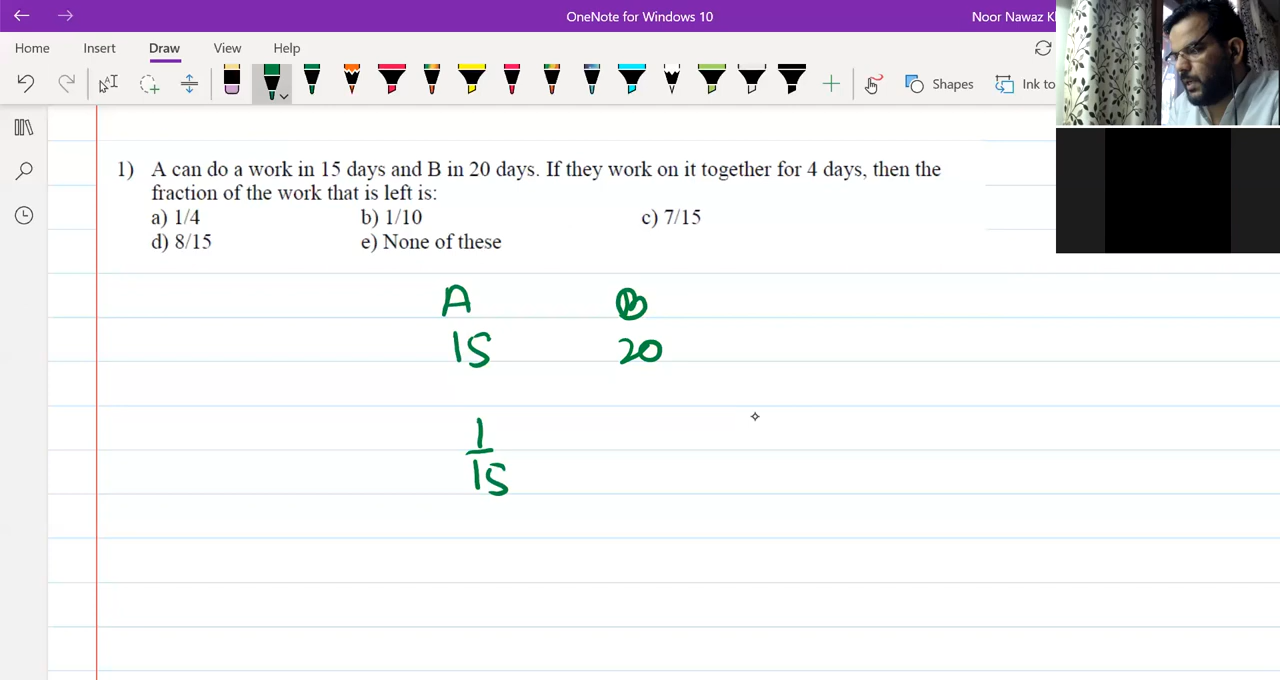 OneNote for Windows 10
Noor Nawaz Kh
Home Insert Draw View Help
Shapes Ink to
1) A can do a work in 15 days and B in 20 days. If they work on it together for 4 days, then the
fraction of the work that is left is:
a) 1/4 b) 1/10 c) 7/15
d) 8/15 e) None of these
A B
15 20
1
15